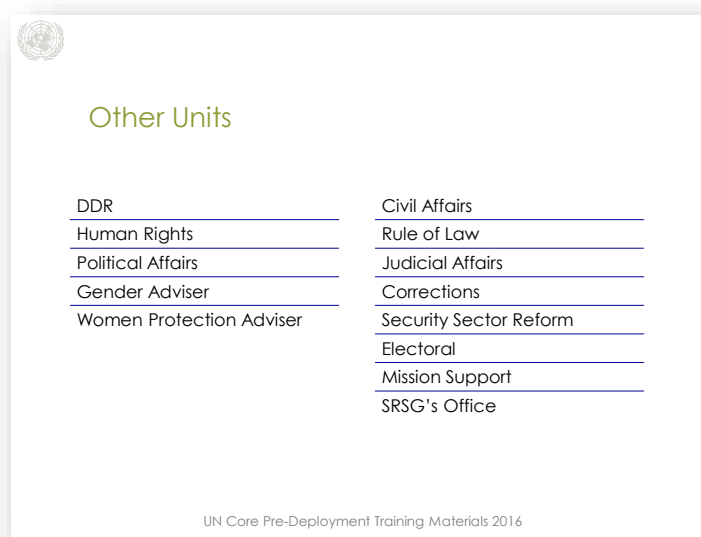 Other Units
DDR
Human Rights
Political Affairs
Gender Adviser
Women Protection Adviser
Civil Affairs
Rule of Law
Judicial Affairs
Corrections
Security Sector Reform
Electoral
Mission Support
SRSG’s Office
UN Core Pre-Deployment Training Materials 2016